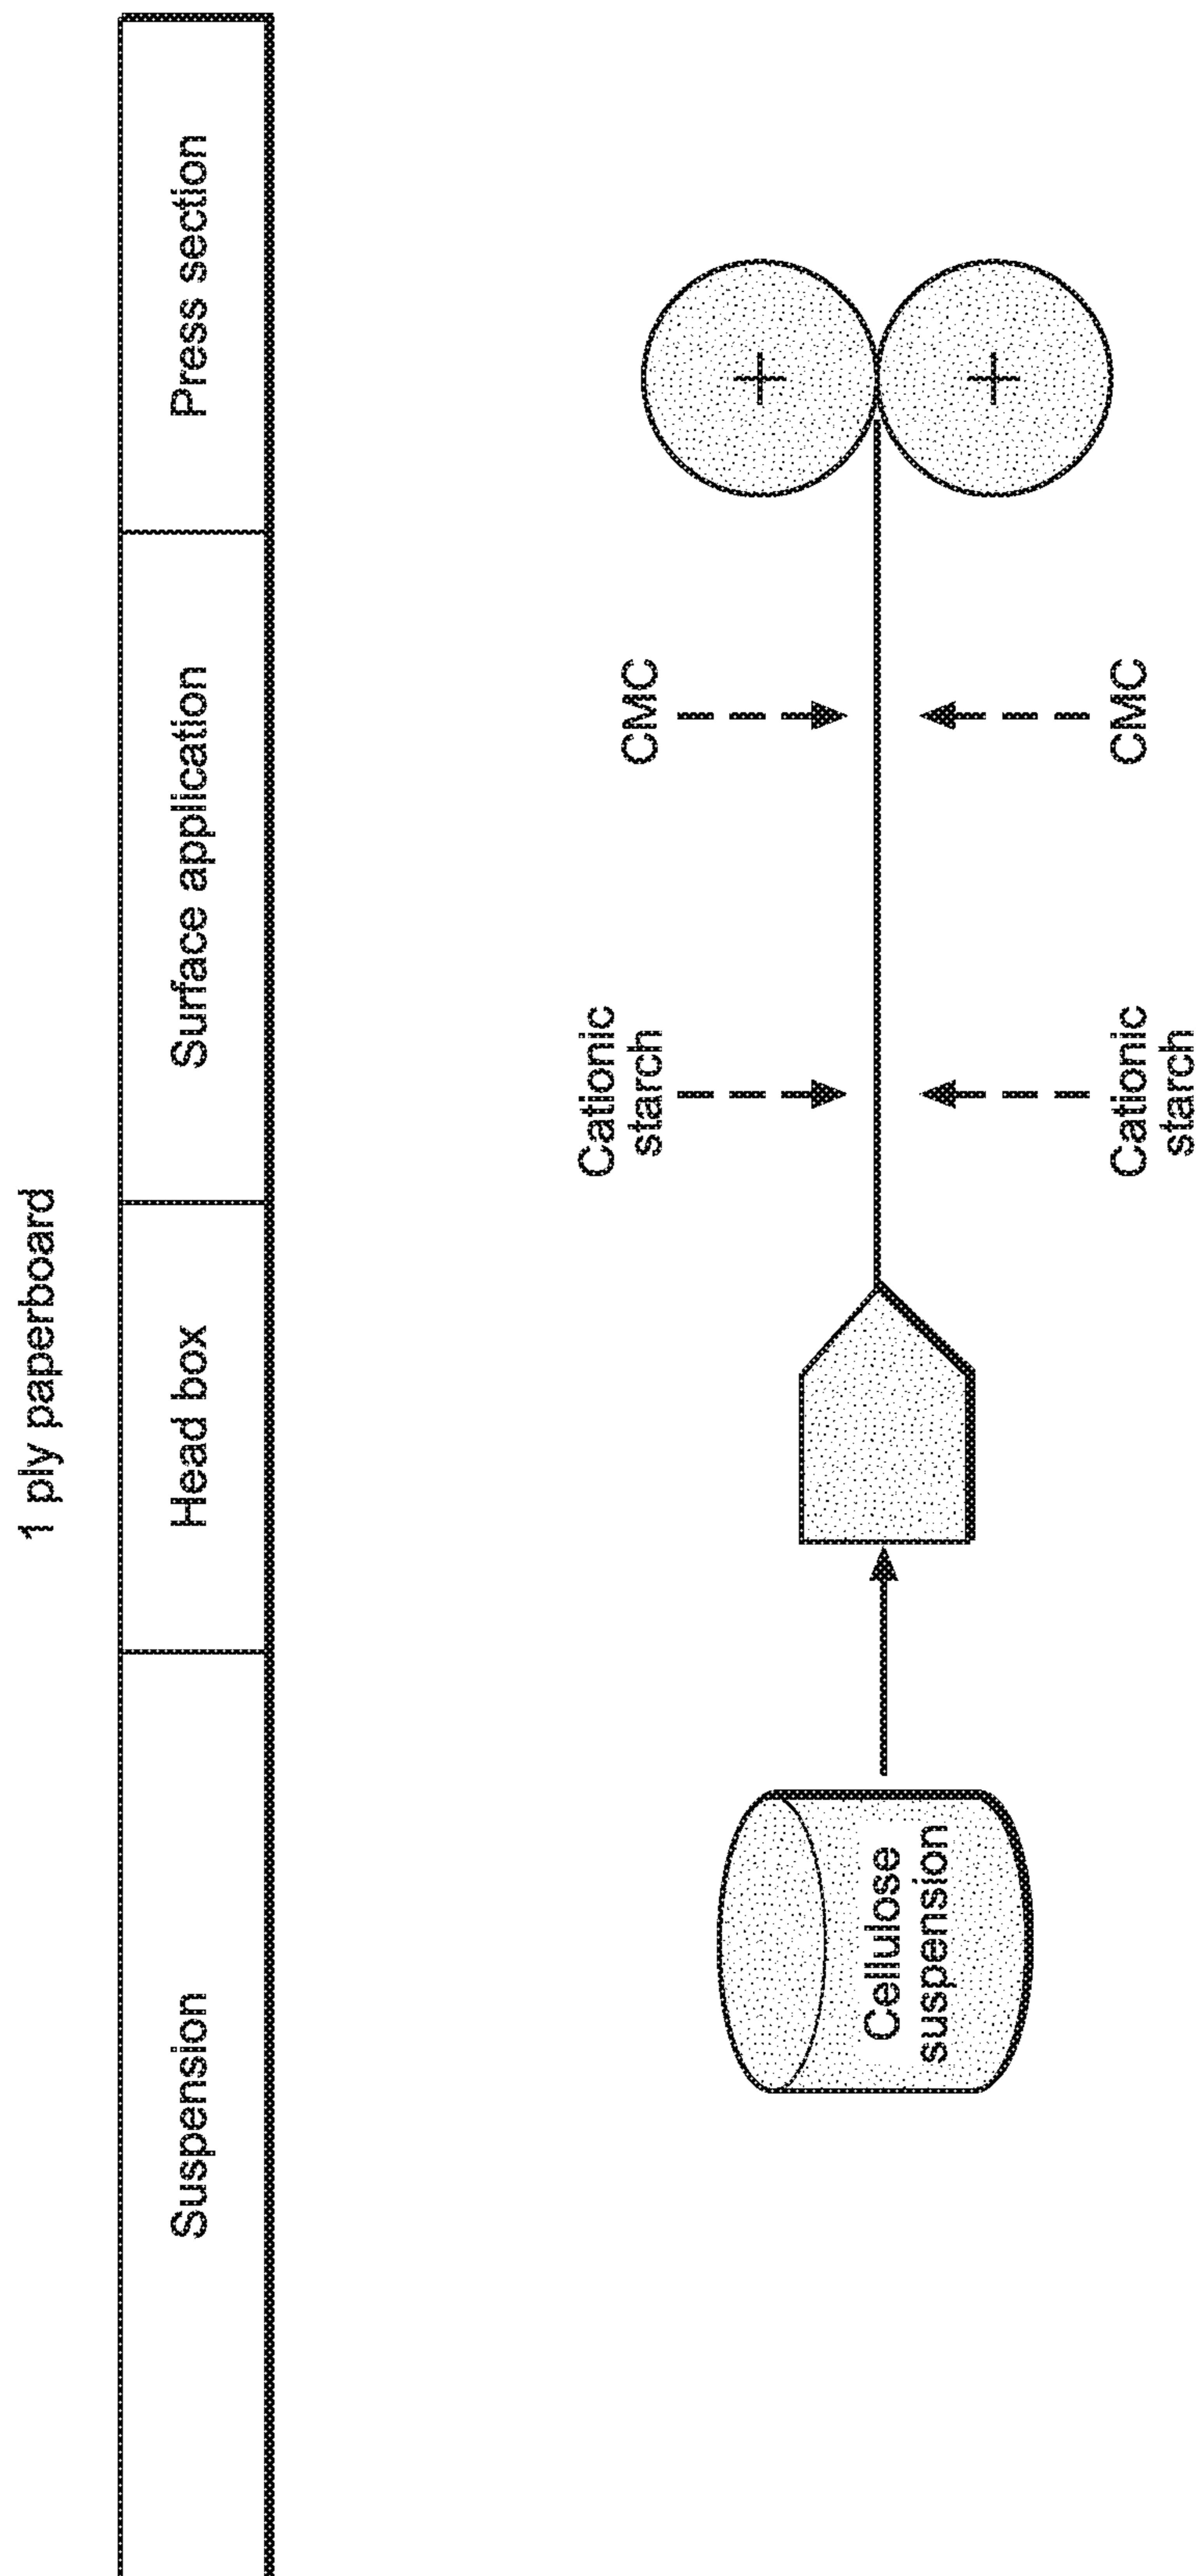 1 ply paperboard
Suspension
Head box
Surface application
Press section
Cationic
starch
CMC
Cellulose
suspension
Cationic
starch
CMC